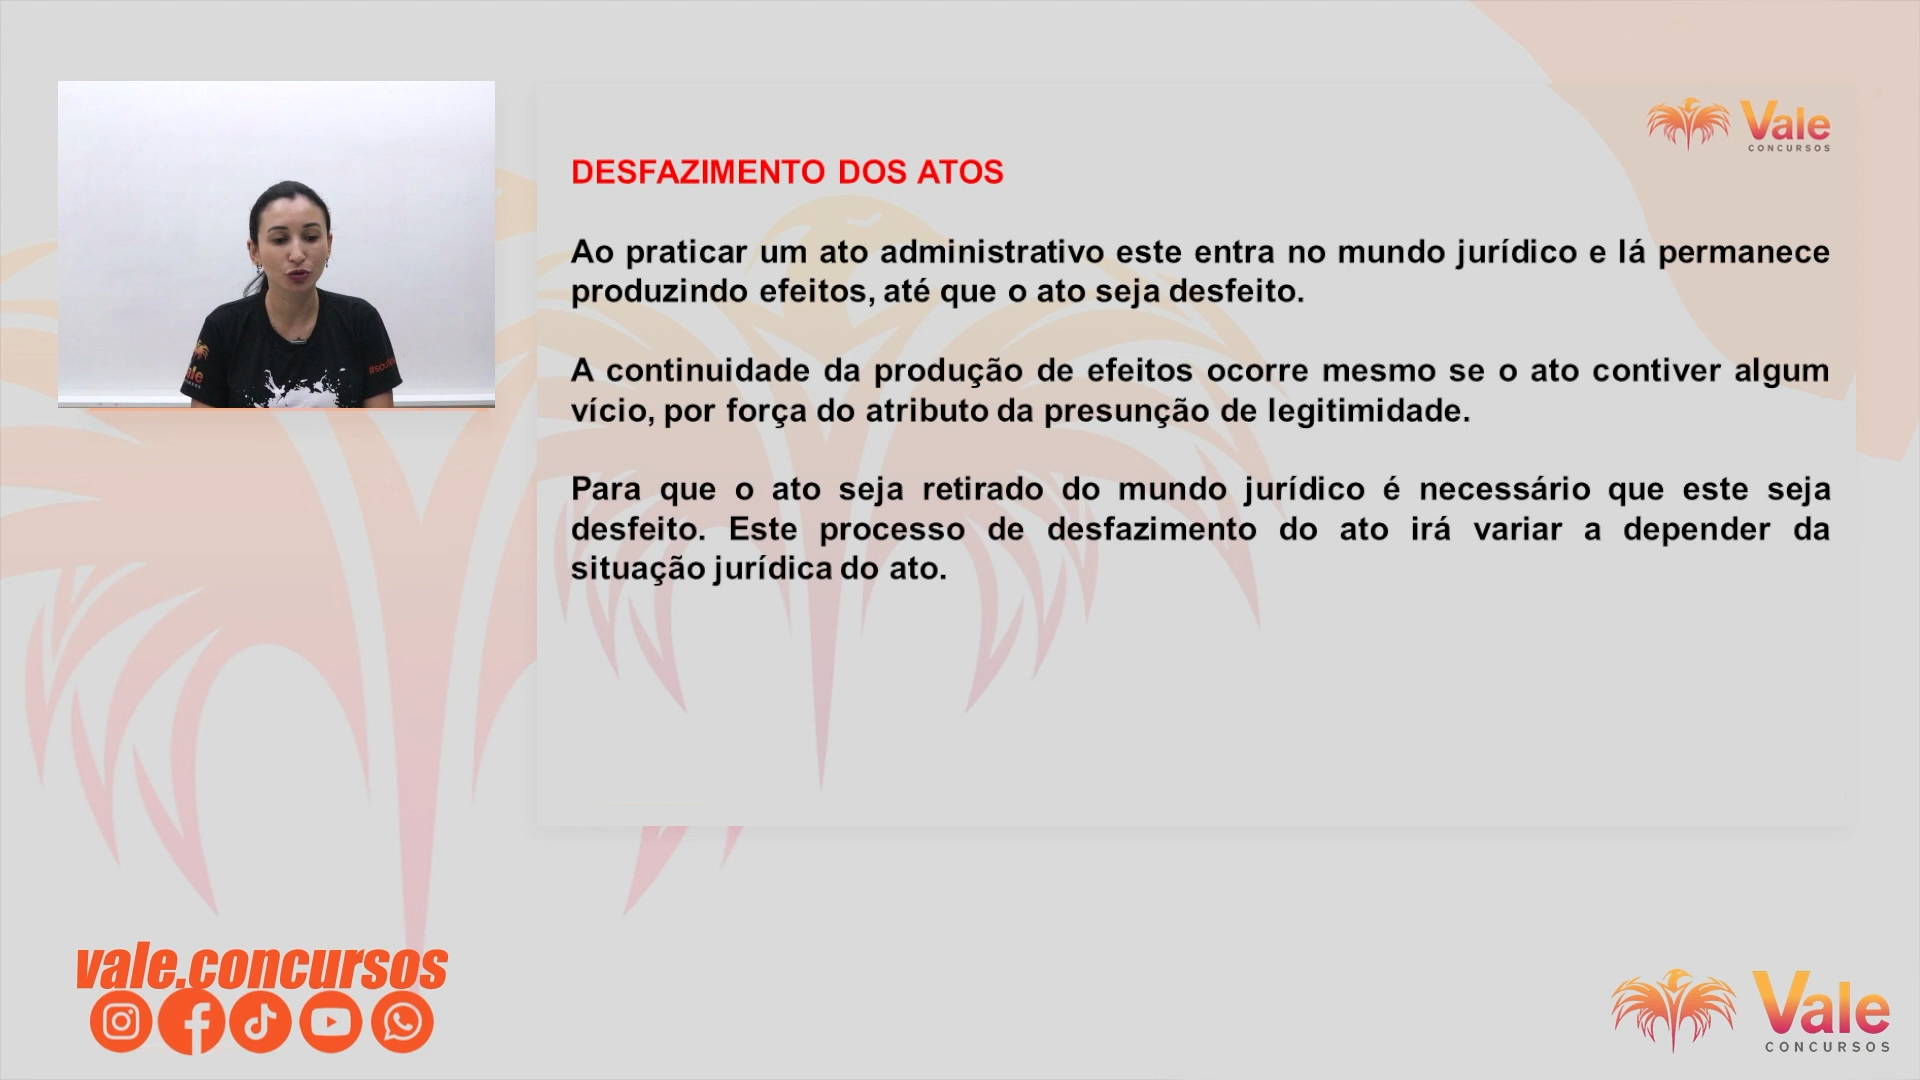 Vale
CONCURSOS
DESFAZIMENTO DOS ATOS
Ao praticar um ato administrativo este entra no mundo jurídico e lá permanece
produzindo efeitos, até que o ato seja desfeito.
A continuidade da produção de efeitos ocorre mesmo se o ato contiver algum
vício, por força do atributo da presunção de legitimidade.
Para que o ato seja retirado do mundo jurídico é necessário que este seja
desfeito. Este processo de desfazimento do ato irá variar a depender da
situação jurídica do ato.
vale.concursos
Vale
CONCURSOS